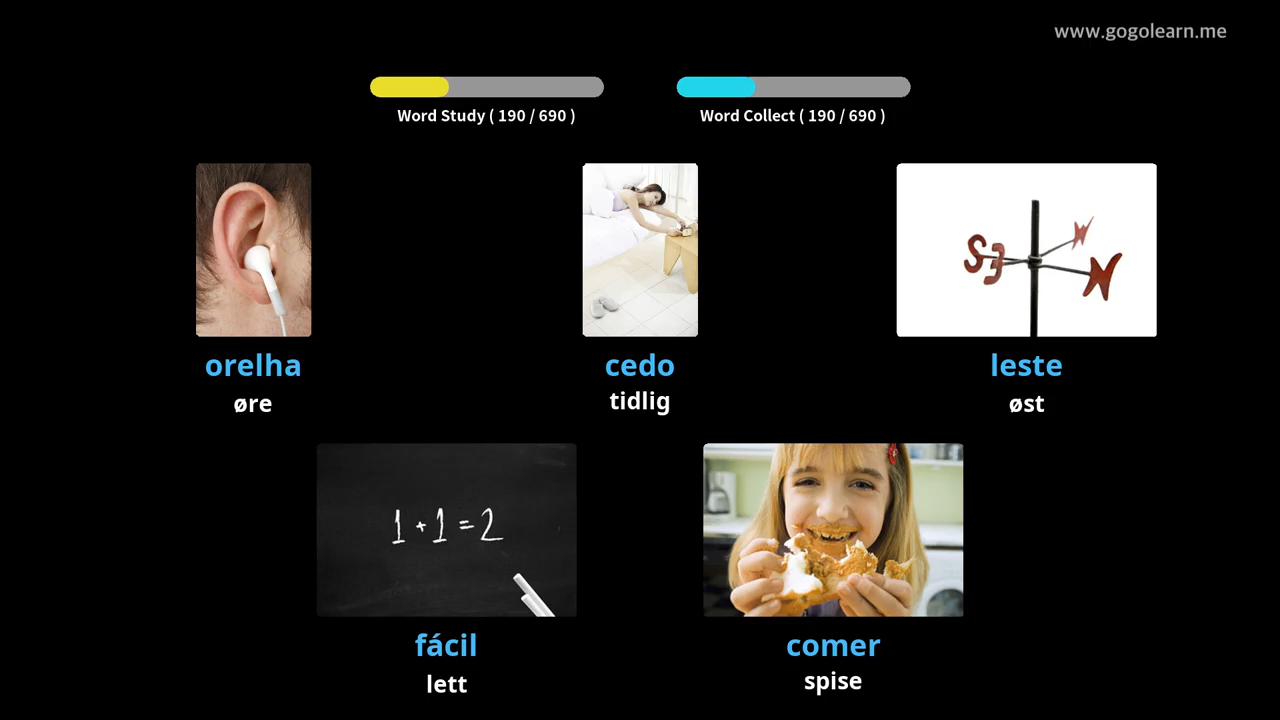 www.gogolearn.me
Word Study ( 190 / 690 )
Word Collect ( 190 / 690 )
orelha
øre
cedo
tidlig
leste
øst
1 + 1 = 2
fácil
lett
comer
spise